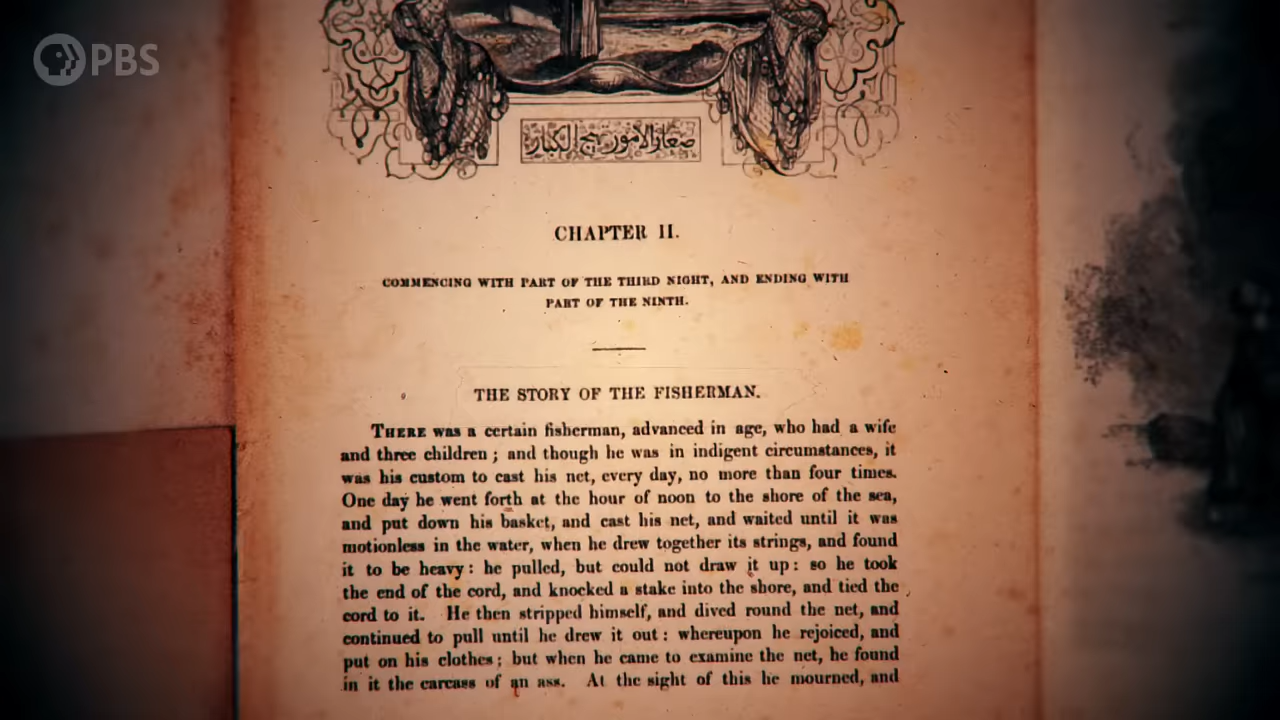 PBS
صغار الامور تهيج الكبار
CHAPTER II.
COMMENCING WITH PART OF THE THIRD NIGHT, AND ENDING WITH
PART OF THE NINTH.
THE STORY OF THE FISHERMAN.
THERE was a certain fisherman, advanced in age, who had a wife
and three children ; and though he was in indigent circumstances, it
was his custom to cast his net, every day, no more than four times.
One day he went forth at the hour of noon to the shore of the sea,
and put down his basket, and cast his net, and waited until it was
motionless in the water, when he drew together its strings, and found
it to be heavy : he pulled, but could not draw it up : so he took
the end of the cord, and knocked a stake into the shore, and tied the
cord to it. He then stripped himself, and dived round the net, and
continued to pull until he drew it out : whereupon he rejoiced, and
put on his clothes ; but when he came to examine the net, he found
in it the carcass of an ass. At the sight of this he mourned, and